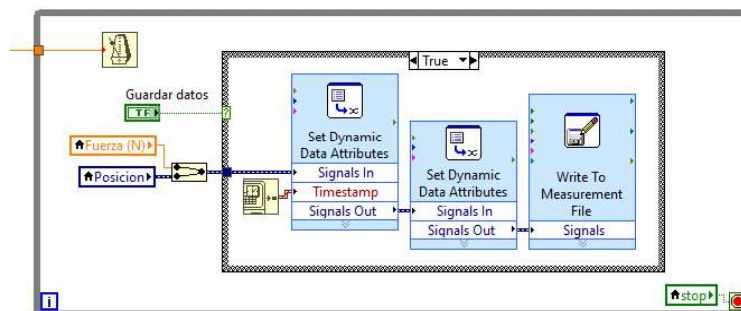 True
Guardar datos
TF
Fuerza (N)
Posicion
Set Dynamic
Data Attributes
Signals In
Timestamp
Signals Out
Set Dynamic
Data Attributes
Signals In
Signals Out
Write To
Measurement
File
Signals
i
stop